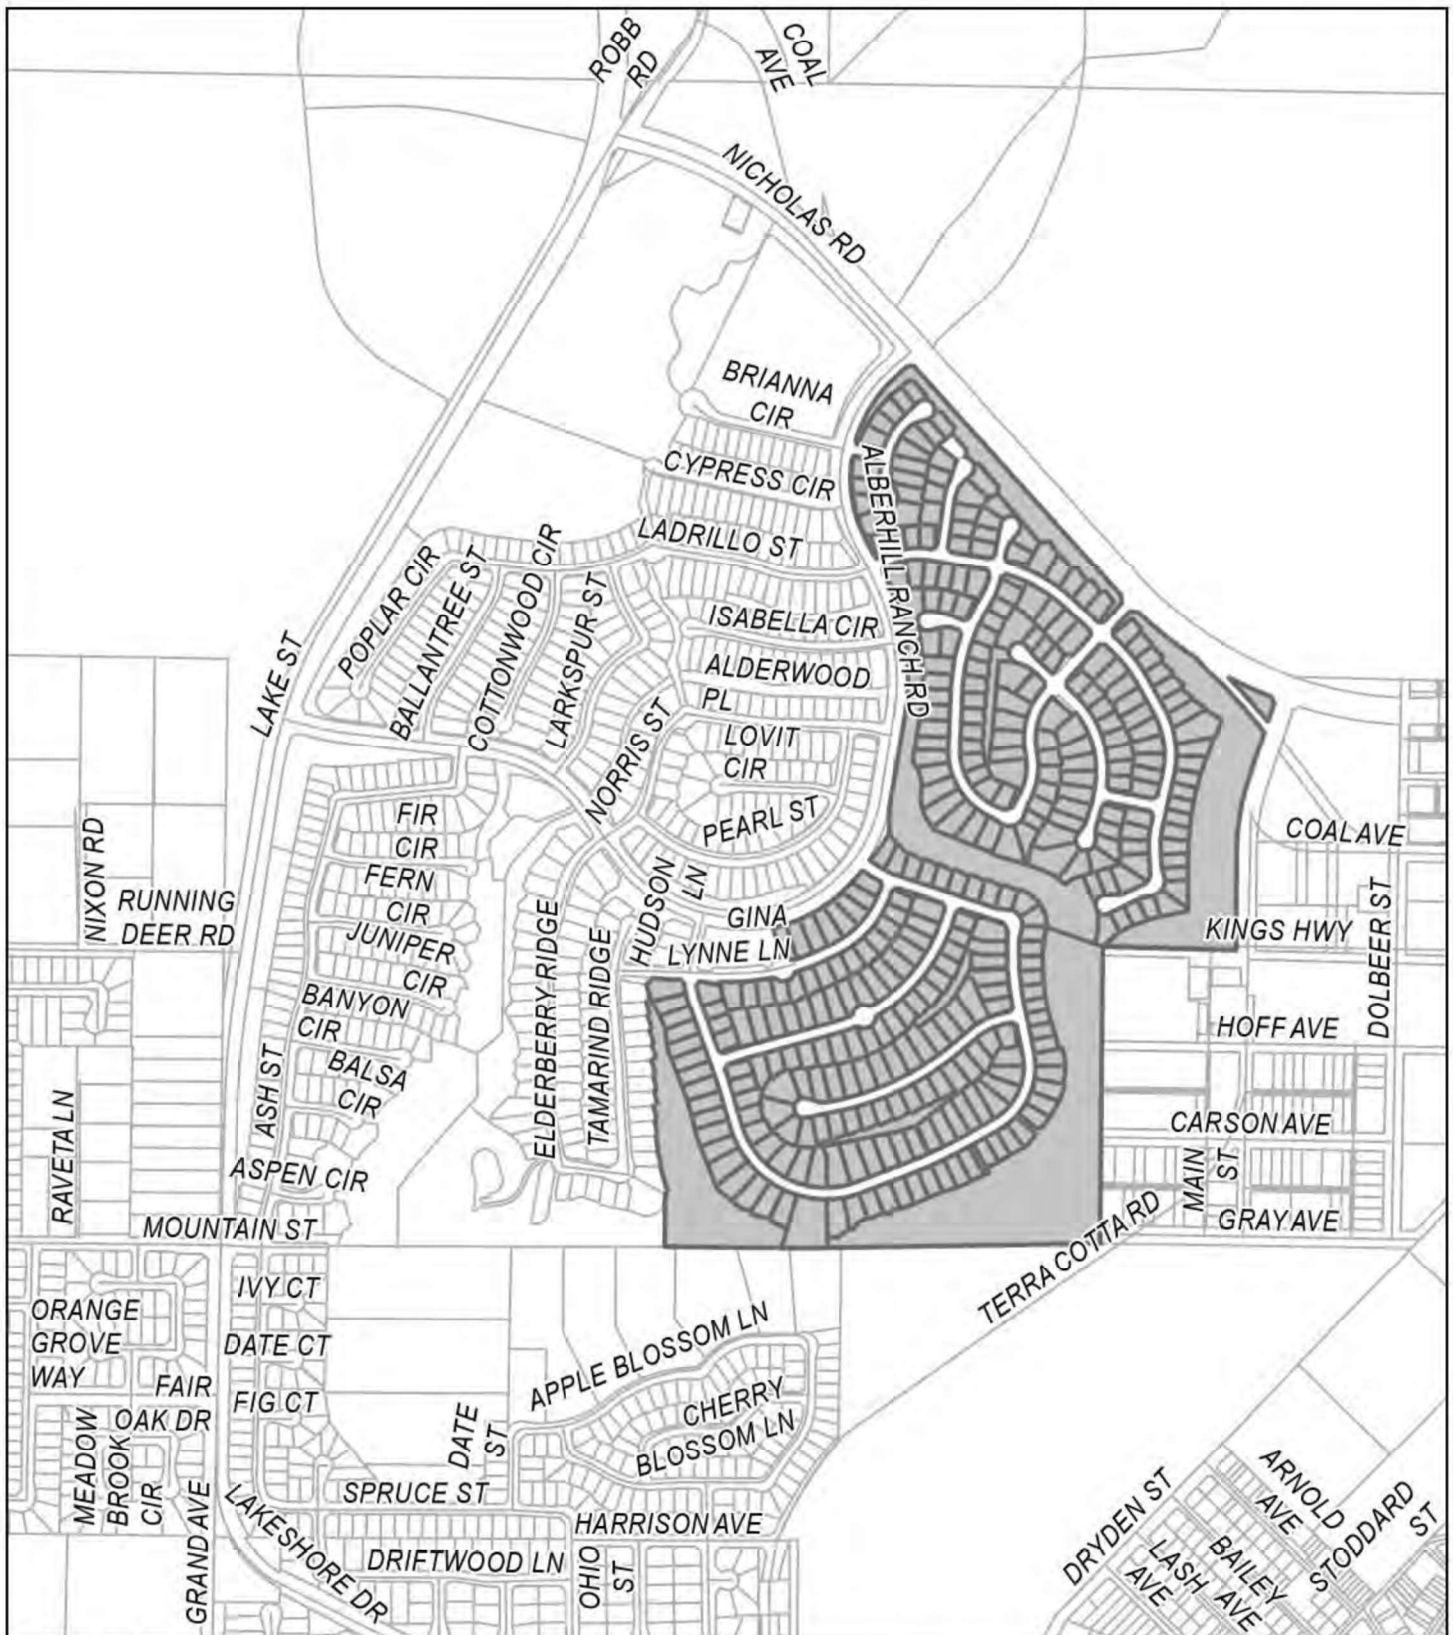 ROBB
RD
COAL
AVE
NICHOLAS RD
BRIANNA
CIR
CYPRESS CIR
LADRILLO ST
ALBERHILL RANCH RD
POPLAR CIR
BALLANTREE ST
COTTONWOOD CIR
LARKSPUR ST
ISABELLA CIR
ALDERWOOD
PL
LAKE ST
NORRIS ST
LOVIT
CIR
PEARL ST
FIR
CIR
FERN
CIR
JUNIPER
CIR
BANYON
CIR
BALSA
CIR
NIXON RD
RUNNING
DEER RD
HUDSON
LN
GINA
LYNNE LN
ELDERBERRY RIDGE
TAMARIND RIDGE
COAL AVE
KINGS HWY
DOLBEER ST
HOFF AVE
CARSON AVE
MAIN
ST
GRAY AVE
RAVETA LN
ASH ST
ASPEN CIR
MOUNTAIN ST
TERRA COTTA RD
IVY CT
ORANGE
GROVE
WAY
DATE CT
FAIR
OAK DR
FIG CT
MEADOW
BROOK
CIR
APPLE BLOSSOM LN
CHERRY
BLOSSOM LN
DATE
ST
SPRUCE ST
GRAND AVE
LAKESHORE DR
HARRISON AVE
DRIFTWOOD LN
OHIO
ST
DRYDEN ST
ARNOLD
AVE
STODDARD
ST
BAILEY
AVE
LASH
AVE